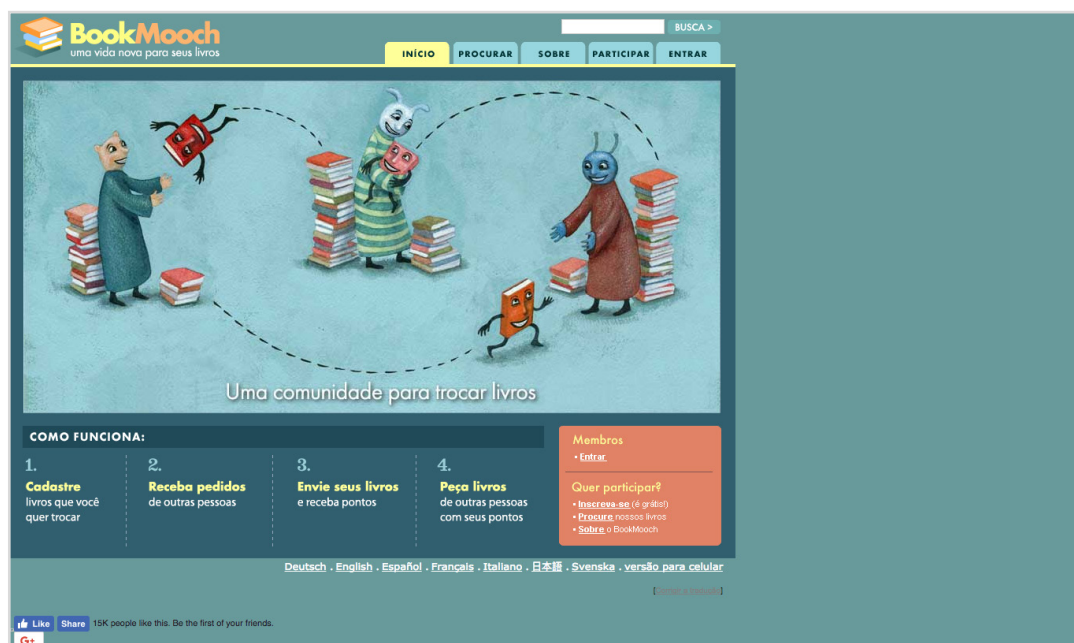 BookMooch
uma vida nova para seus livros
BUSCA >
INÍCIO PROCURAR SOBRE PARTICIPAR ENTRAR
Uma comunidade para trocar livros
COMO FUNCIONA:
1.
Cadastre
livros que você
quer trocar
2.
Receba pedidos
de outras pessoas
3.
Envie seus livros
e receba pontos
4.
Peça livros
de outras pessoas
com seus pontos
Membros
• Entrar
Quer participar?
• Inscreva-se (é grátis!)
• Procure nossos livros
• Sobre o BookMooch
Deutsch . English . Español . Français . Italiano . 日本語 . Svenska . versão para celular
Like Share 15K people like this. Be the first of your friends.
G+